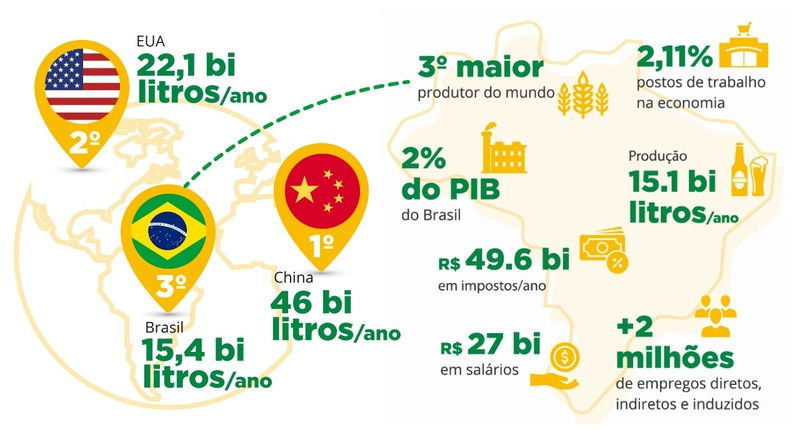 EUA
22,1 bi
litros/ano
2º
1º
China
46 bi
litros/ano
3º
Brasil
15,4 bi
litros/ano
3º maior
produtor do mundo
2,11%
postos de trabalho
na economia
2%
do PIB
do Brasil
Produção
15.1 bi
litros/ano
R$ 49.6 bi
em impostos/ano
R$ 27 bi
em salários
+2
milhões
de empregos diretos,
indiretos e induzidos